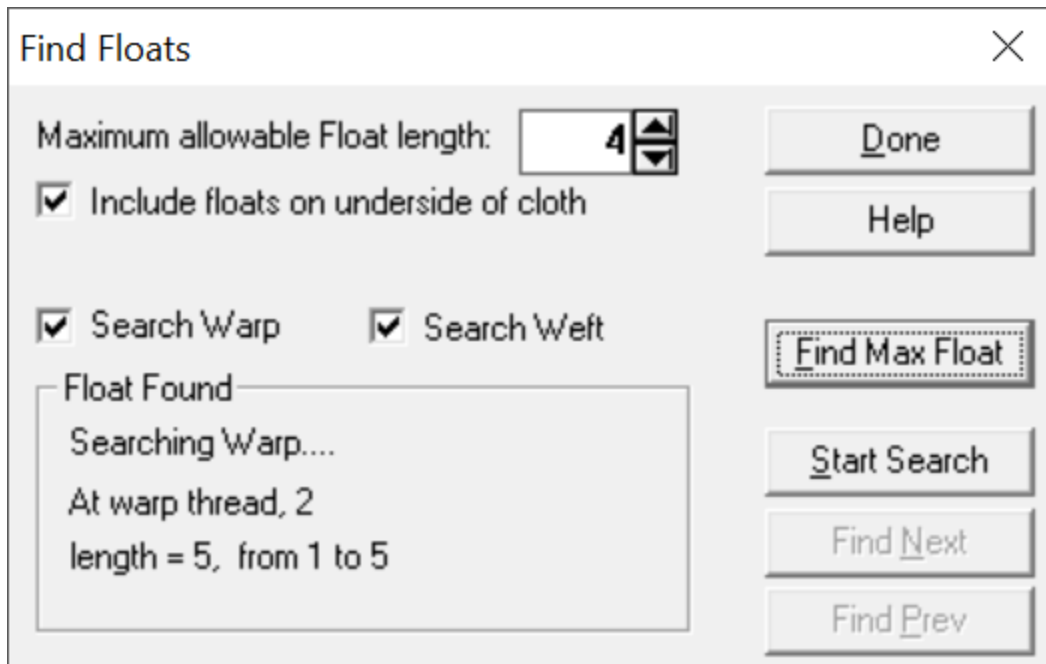 Find Floats
Maximum allowable Float length: 4
Done
Include floats on underside of cloth
Help
Search Warp
Search Weft
Find Max Float
Float Found
Searching Warp....
At warp thread, 2
length = 5, from 1 to 5
Start Search
Find Next
Find Prev